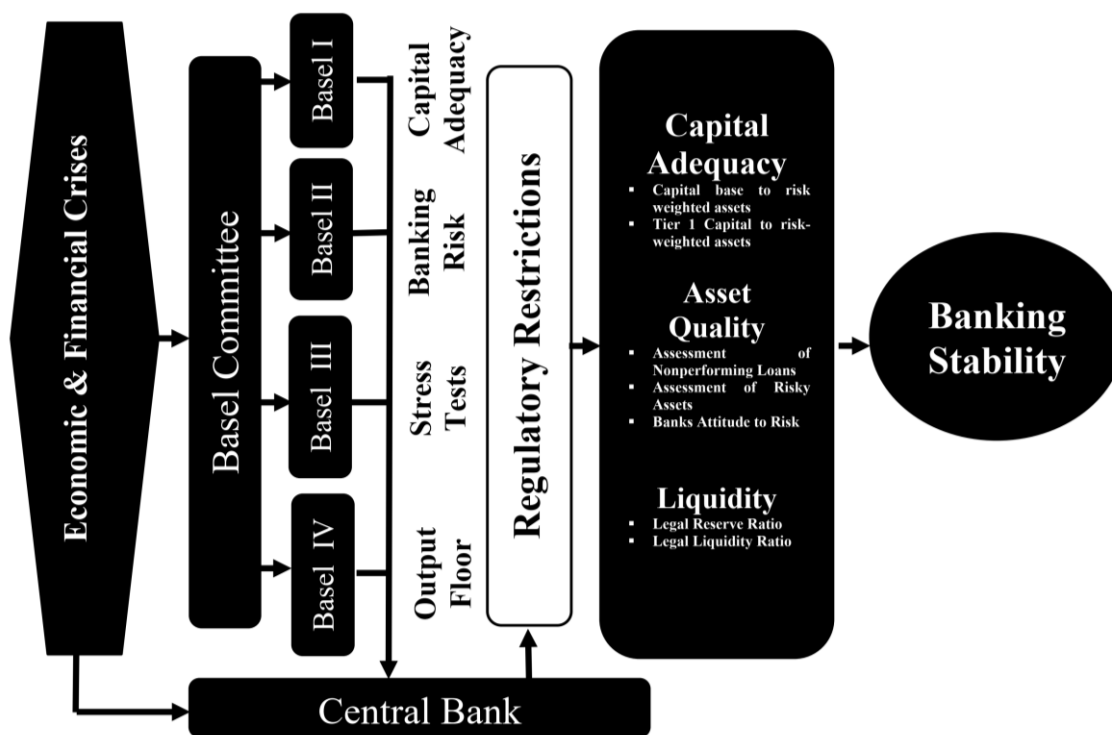 Economic & Financial Crises
Basel Committee
Basel I
Basel II
Basel III
Basel IV
Capital
Adequacy
Banking
Risk
Stress
Tests
Output
Floor
Regulatory Restrictions
Capital
Adequacy
▪ Capital base to risk
weighted assets
▪ Tier 1 Capital to risk-
weighted assets
Asset
Quality
▪ Assessment of
Nonperforming Loans
▪ Assessment of Risky
Assets
▪ Banks Attitude to Risk
Liquidity
▪ Legal Reserve Ratio
▪ Legal Liquidity Ratio
Banking
Stability
Central Bank